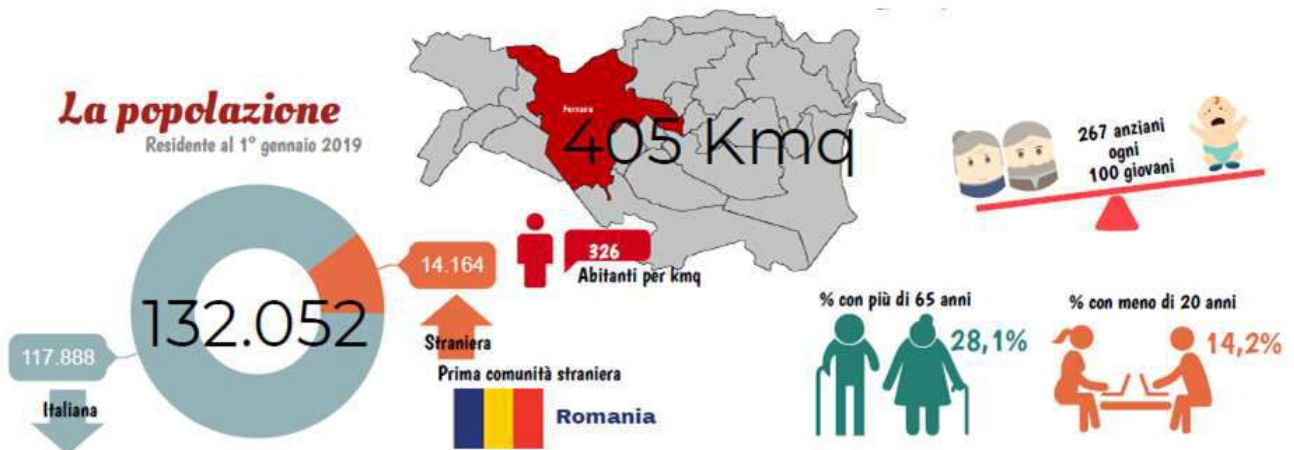 La popolazione
Residente al 1° gennaio 2019
Ferrara
405 Kmq
267 anziani
ogni
100 giovani
132.052
117.888
Italiana
14.164
Straniera
326
Abitanti per kmq
Prima comunità straniera
Romania
% con più di 65 anni
28,1%
% con meno di 20 anni
14,2%